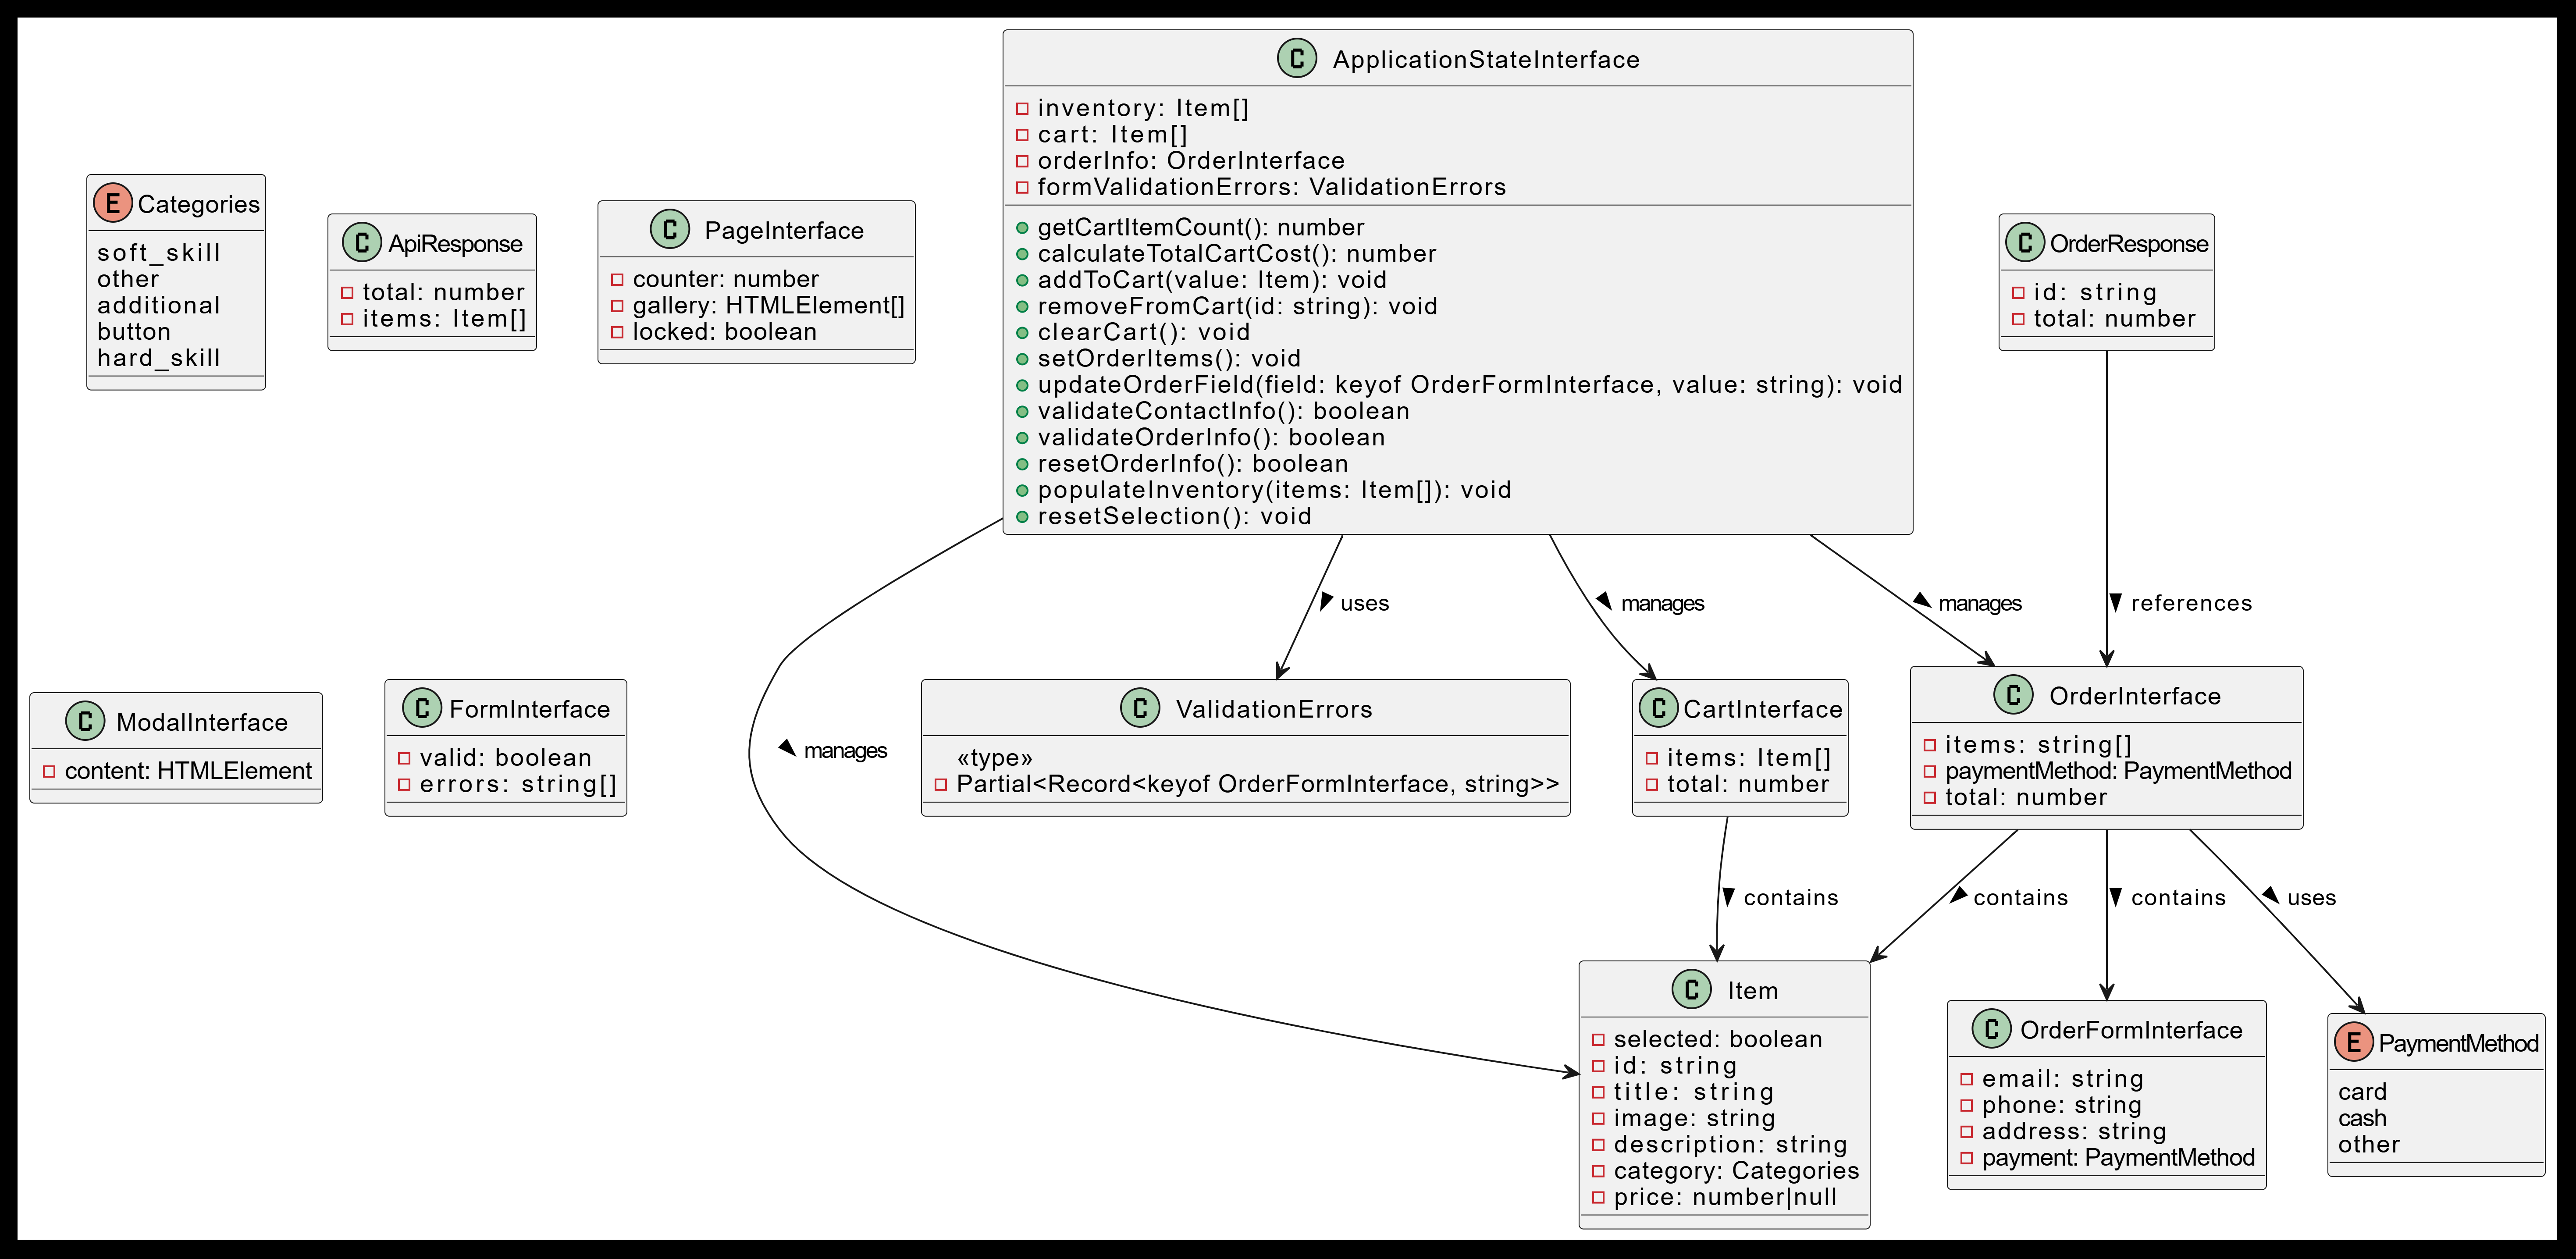 C ApplicationStateInterface
inventory: Item[]
cart: Item[]
orderInfo: OrderInterface
formValidationErrors: ValidationErrors
getCartItemCount(): number
calculateTotalCartCost(): number
addToCart(value: Item): void
removeFromCart(id: string): void
clearCart(): void
setOrderItems(): void
updateOrderField(field: keyof OrderFormInterface, value: string): void
validateContactInfo(): boolean
validateOrderInfo(): boolean
resetOrderInfo(): boolean
populateInventory(items: Item[]): void
resetSelection(): void
E Categories
soft_skill
other
additional
button
hard_skill
C ApiResponse
total: number
items: Item[]
C PageInterface
counter: number
gallery: HTMLElement[]
locked: boolean
C OrderResponse
id: string
total: number
uses
manages
manages
references
C ModalInterface
content: HTMLElement
C FormInterface
valid: boolean
errors: string[]
manages
C ValidationErrors
«type»
Partial<Record<keyof OrderFormInterface, string>>
C CartInterface
items: Item[]
total: number
C OrderInterface
items: string[]
paymentMethod: PaymentMethod
total: number
contains
contains
contains
uses
C Item
selected: boolean
id: string
title: string
image: string
description: string
category: Categories
price: number|null
C OrderFormInterface
email: string
phone: string
address: string
payment: PaymentMethod
E PaymentMethod
card
cash
other